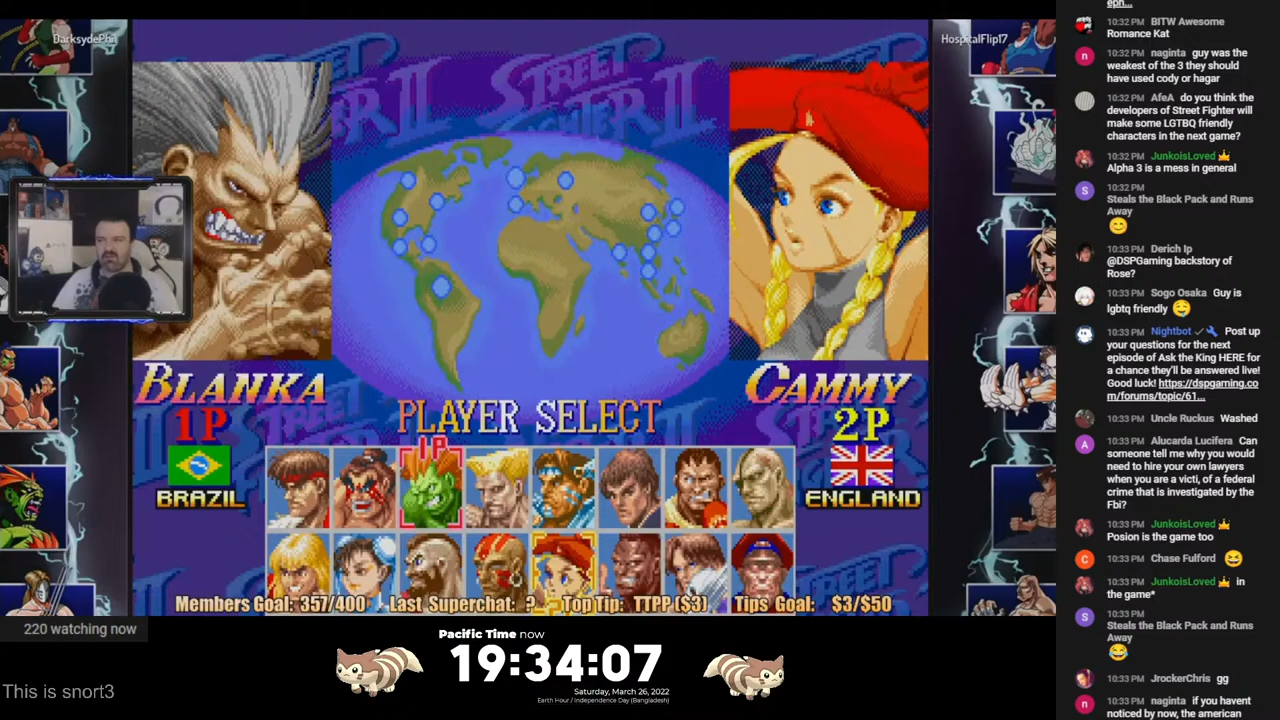 DarksydePhil
HospitalFlip17
STREET
FIGHTER II
BLANKA
1P
BRAZIL
PLAYER SELECT
1P
CAMMY
2P
ENGLAND
Members Goal: 357/400
Last Superchat: ?
Top Tip: TTPP ($3)
Tips Goal: $3/$50
220 watching now
Pacific Time now
19:34:07
Saturday, March 26, 2022
Earth Hour / Independence Day (Bangladesh)
This is snort3
10:32 PM BITW Awesome
Romance Kat
10:32 PM naginta guy was the
weakest of the 3 they should
have used cody or hagar
10:32 PM AfeA do you think the
developers of Street Fighter will
make some LGTBQ friendly
characters in the next game?
10:32 PM JunkoisLoved
Alpha 3 is a mess in general
10:32 PM
Steals the Black Pack and Runs
Away
10:33 PM Derich Ip
@DSPGaming backstory of
Rose?
10:33 PM Sogo Osaka Guy is
lgbtq friendly
10:33 PM Nightbot Post up
your questions for the next
episode of Ask the King HERE for
a chance they'll be answered live!
Good luck! https://dspgaming.co
m/forums/topic/61...
10:33 PM Uncle Ruckus Washed
10:33 PM Alucarda Lucifera Can
someone tell me why you would
need to hire your own lawyers
when you are a victi, of a federal
crime that is investigated by the
Fbi?
10:33 PM JunkoisLoved
Posion is the game too
10:33 PM Chase Fulford
10:33 PM JunkoisLoved in
the game*
10:33 PM
Steals the Black Pack and Runs
Away
10:33 PM JrockerChris gg
10:33 PM naginta if you havent
noticed by now, the american